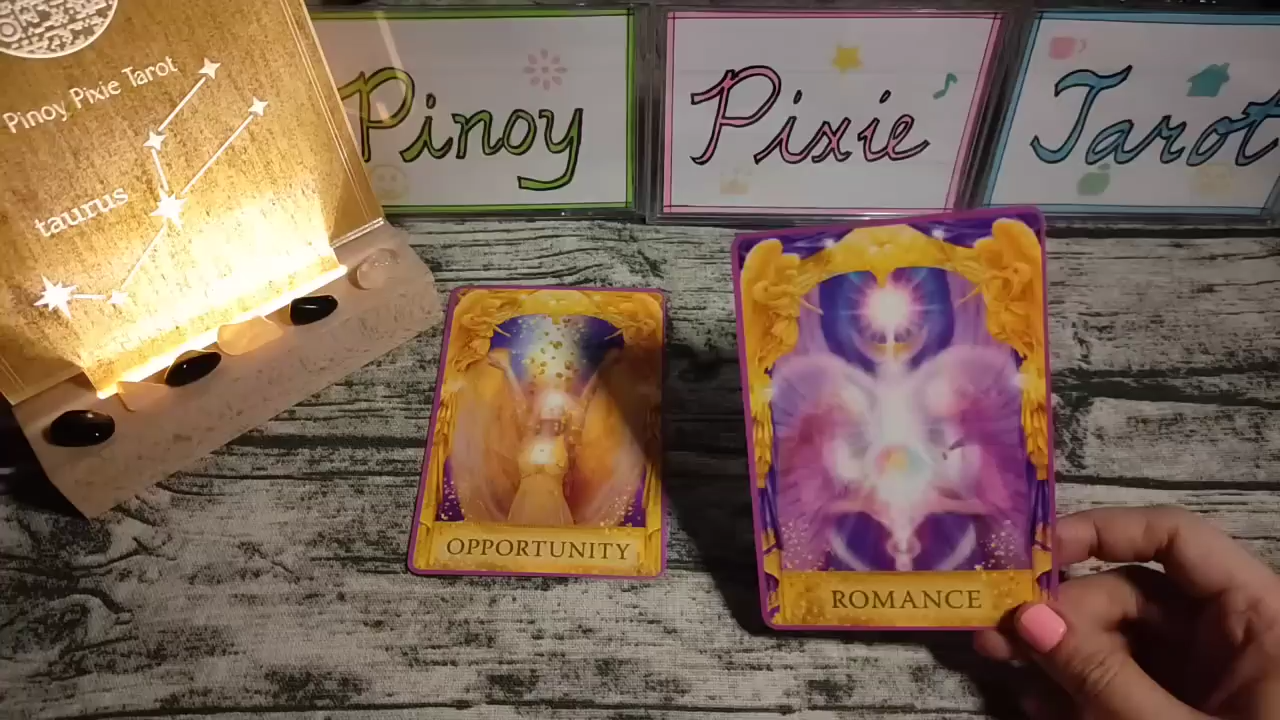 Pinoy Pixie Tarot
taurus
Pinoy
Pixie
Tarot
OPPORTUNITY
ROMANCE